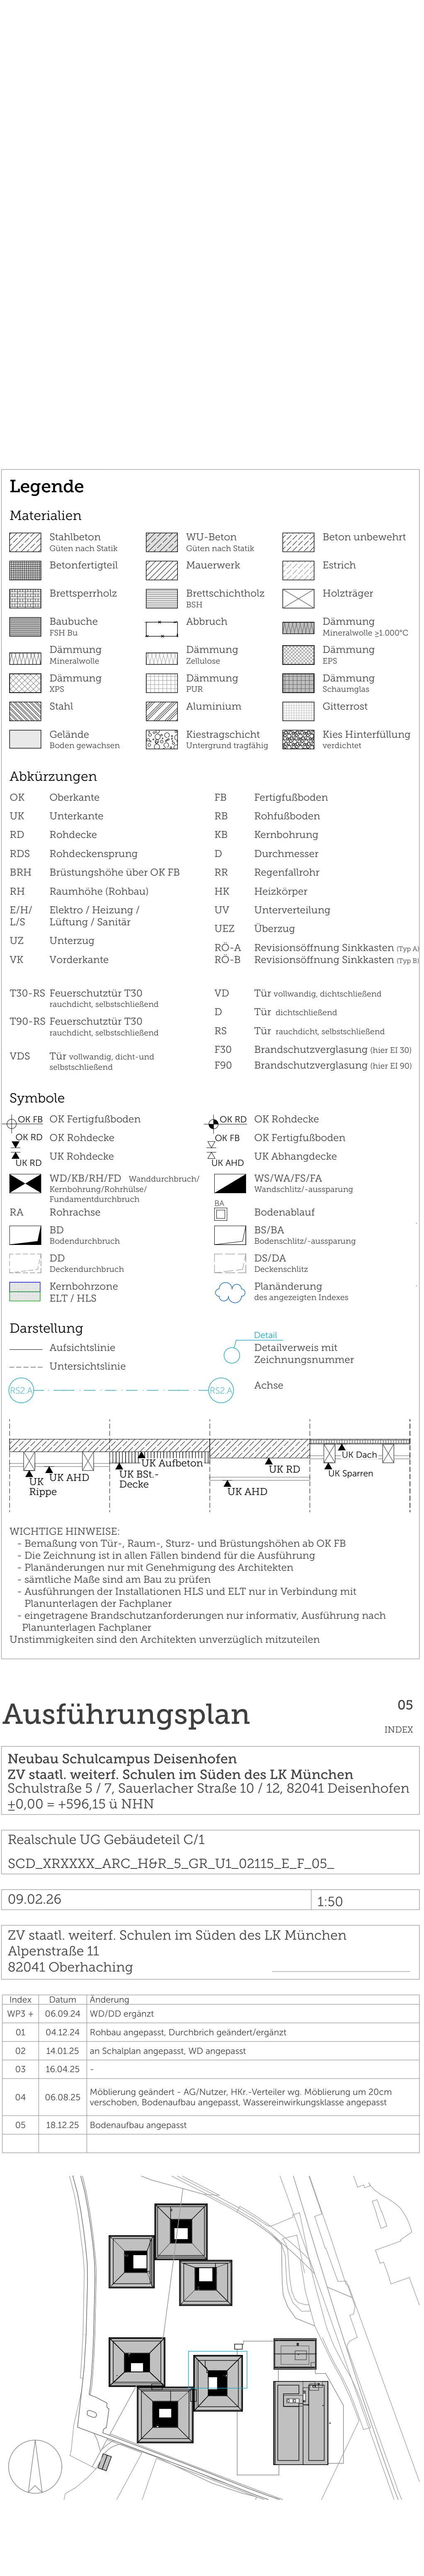 Legende
Materialien
Stahlbeton
Güten nach Statik
WU-Beton
Güten nach Statik
Beton unbewehrt
Betonfertigteil
Mauerwerk
Estrich
Brettsperrholz
Brettschichtholz
BSH
Holzträger
Baubuche
FSH Bu
Abbruch
Dämmung
Mineralwolle ≥1.000°C
Dämmung
Mineralwolle
Dämmung
Zellulose
Dämmung
EPS
Dämmung
XPS
Dämmung
PUR
Dämmung
Schaumglas
Stahl
Aluminium
Gitterrost
Gelände
Boden gewachsen
Kiestragschicht
Untergrund tragfähig
Kies Hinterfüllung
verdichtet
Abkürzungen
OK Oberkante
FB Fertigfußboden
UK Unterkante
RB Rohfußboden
RD Rohdecke
KB Kernbohrung
RDS Rohdeckensprung
D Durchmesser
BRH Brüstungshöhe über OK FB
RR Regenfallrohr
RH Raumhöhe (Rohbau)
HK Heizkörper
E/H/ Elektro / Heizung /
L/S Lüftung / Sanitär
UV Unterverteilung
UEZ Überzug
UZ Unterzug
RÖ-A Revisionsöffnung Sinkkasten (Typ A)
VK Vorderkante
RÖ-B Revisionsöffnung Sinkkasten (Typ B)
T30-RS Feuerschutztür T30
rauchdicht, selbstschließend
VD Tür vollwandig, dichtschließend
D Tür dichtschließend
T90-RS Feuerschutztür T30
rauchdicht, selbstschließend
RS Tür rauchdicht, selbstschließend
F30 Brandschutzverglasung (hier EI 30)
VDS Tür vollwandig, dicht-und
selbstschließend
F90 Brandschutzverglasung (hier EI 90)
Symbole
OK FB OK Fertigfußboden
OK RD OK Rohdecke
OK RD OK Rohdecke
OK FB OK Fertigfußboden
UK RD UK Rohdecke
UK AHD UK Abhangdecke
WD/KB/RH/FD Wanddurchbruch/
Kernbohrung/Rohrhülse/
Fundamentdurchbruch
WS/WA/FS/FA
Wandschlitz/-aussparung
RA Rohrachse
BA
Bodenablauf
BD
Bodendurchbruch
BS/BA
Bodenschlitz/-aussparung
DD
Deckendurchbruch
DS/DA
Deckenschlitz
Kernbohrzone
ELT / HLS
Planänderung
des angezeigten Indexes
Darstellung
Aufsichtslinie
Untersichtslinie
Detail
Detailverweis mit
Zeichnungsnummer
RS2.A
RS2.A
Achse
UK
Rippe
UK AHD
UK Aufbeton
UK BSt.-
Decke
UK RD
UK AHD
UK Dach
UK Sparren
WICHTIGE HINWEISE:
- Bemaßung von Tür-, Raum-, Sturz- und Brüstungshöhen ab OK FB
- Die Zeichnung ist in allen Fällen bindend für die Ausführung
- Planänderungen nur mit Genehmigung des Architekten
- sämtliche Maße sind am Bau zu prüfen
- Ausführungen der Installationen HLS und ELT nur in Verbindung mit
Planunterlagen der Fachplaner
- eingetragene Brandschutzanforderungen nur informativ, Ausführung nach
Planunterlagen Fachplaner
Unstimmigkeiten sind den Architekten unverzüglich mitzuteilen
Ausführungsplan
05
INDEX
Neubau Schulcampus Deisenhofen
ZV staatl. weiterf. Schulen im Süden des LK München
Schulstraße 5 / 7, Sauerlacher Straße 10 / 12, 82041 Deisenhofen
±0,00 = +596,15 ü NHN
Realschule UG Gebäudeteil C/1
SCD_XRXXXX_ARC_H&R_5_GR_U1_02115_E_F_05_
09.02.26
1:50
ZV staatl. weiterf. Schulen im Süden des LK München
Alpenstraße 11
82041 Oberhaching
Index Datum Änderung
WP3 + 06.09.24 WD/DD ergänzt
01 04.12.24 Rohbau angepasst, Durchbrich geändert/ergänzt
02 14.01.25 an Schalplan angepasst, WD angepasst
03 16.04.25 -
04 06.08.25 Möblierung geändert - AG/Nutzer, HKr.-Verteiler wg. Möblierung um 20cm
verschoben, Bodenaufbau angepasst, Wassereinwirkungsklasse angepasst
05 18.12.25 Bodenaufbau angepasst